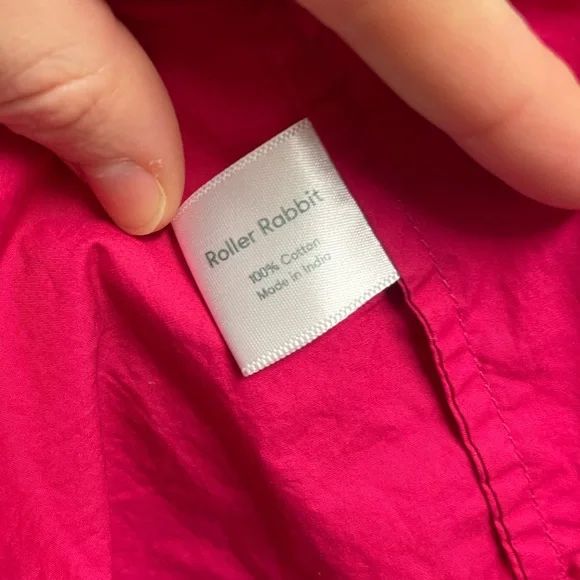 Roller Rabbit
100% Cotton
Made in India